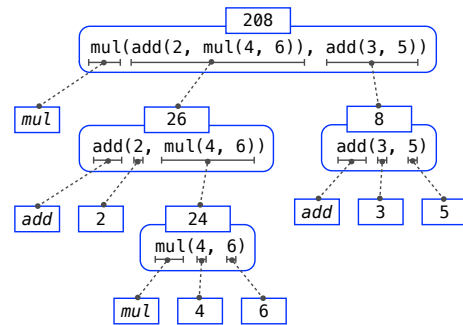 208
mul(add(2, mul(4, 6)), add(3, 5))
mul
26
add(2, mul(4, 6))
8
add(3, 5)
add
2
24
mul(4, 6)
add
3
5
mul
4
6